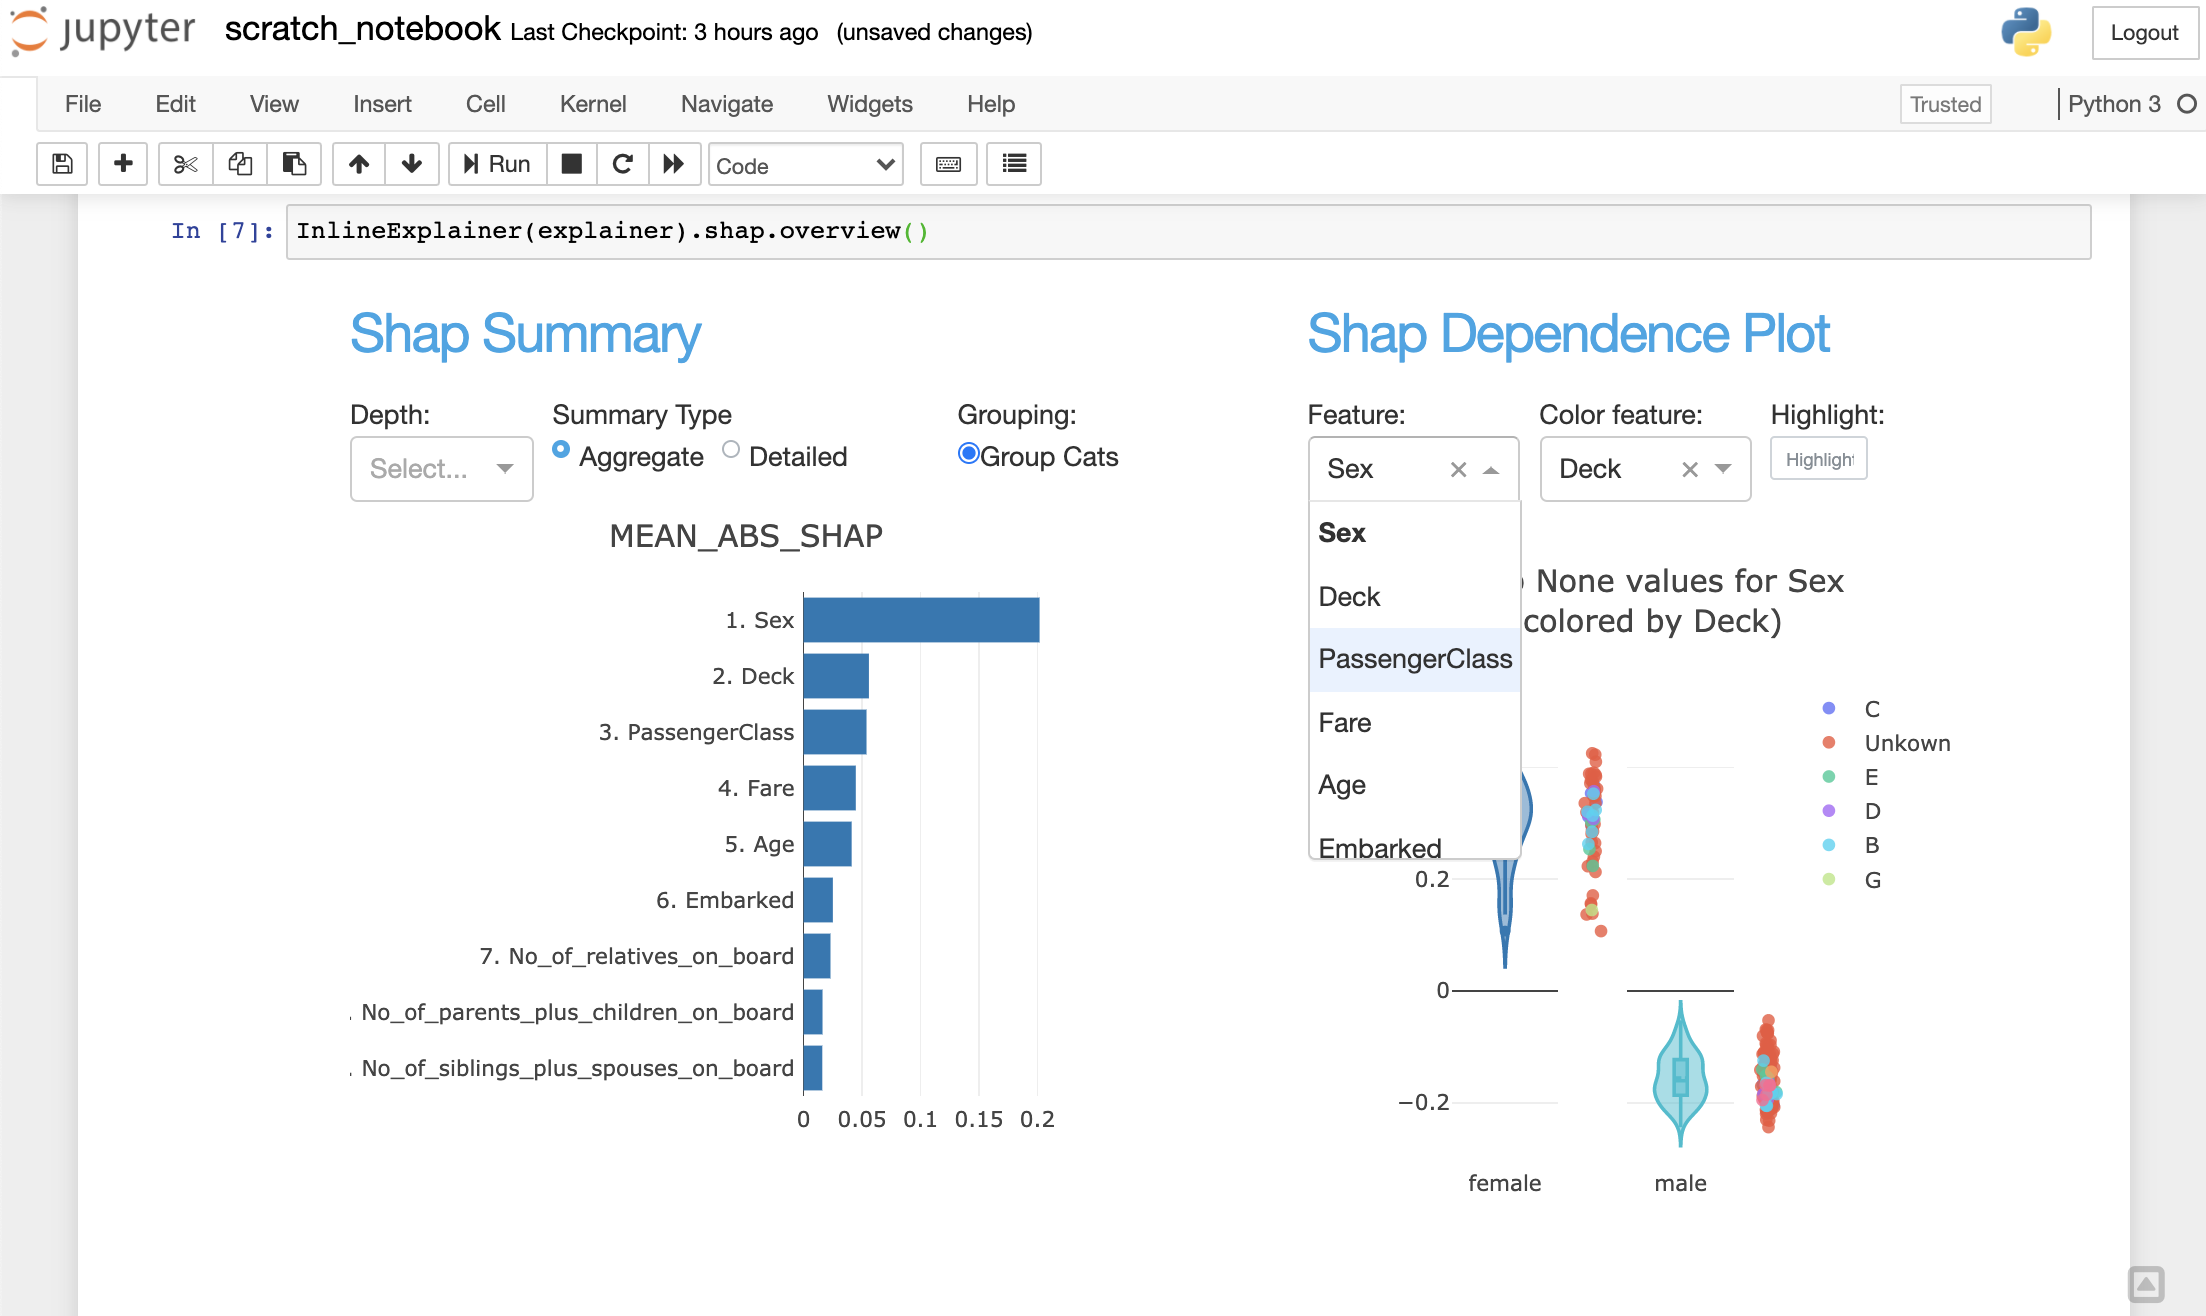 jupyter scratch_notebook Last Checkpoint: 3 hours ago (unsaved changes) Logout
File Edit View Insert Cell Kernel Navigate Widgets Help Trusted Python 3
Run Code
In [7]: InlineExplainer(explainer).shap.overview()
Shap Summary
Depth: Summary Type Grouping:
Select... Aggregate Detailed Group Cats
MEAN_ABS_SHAP
1. Sex
2. Deck
3. PassengerClass
4. Fare
5. Age
6. Embarked
7. No_of_relatives_on_board
. No_of_parents_plus_children_on_board
. No_of_siblings_plus_spouses_on_board
0 0.05 0.1 0.15 0.2
Shap Dependence Plot
Feature: Color feature: Highlight:
Sex Deck Highligh
Sex
Deck
PassengerClass
Fare
Age
Embarked
None values for Sex
colored by Deck)
C
Unkown
E
D
B
G
0.2
0
−0.2
female male